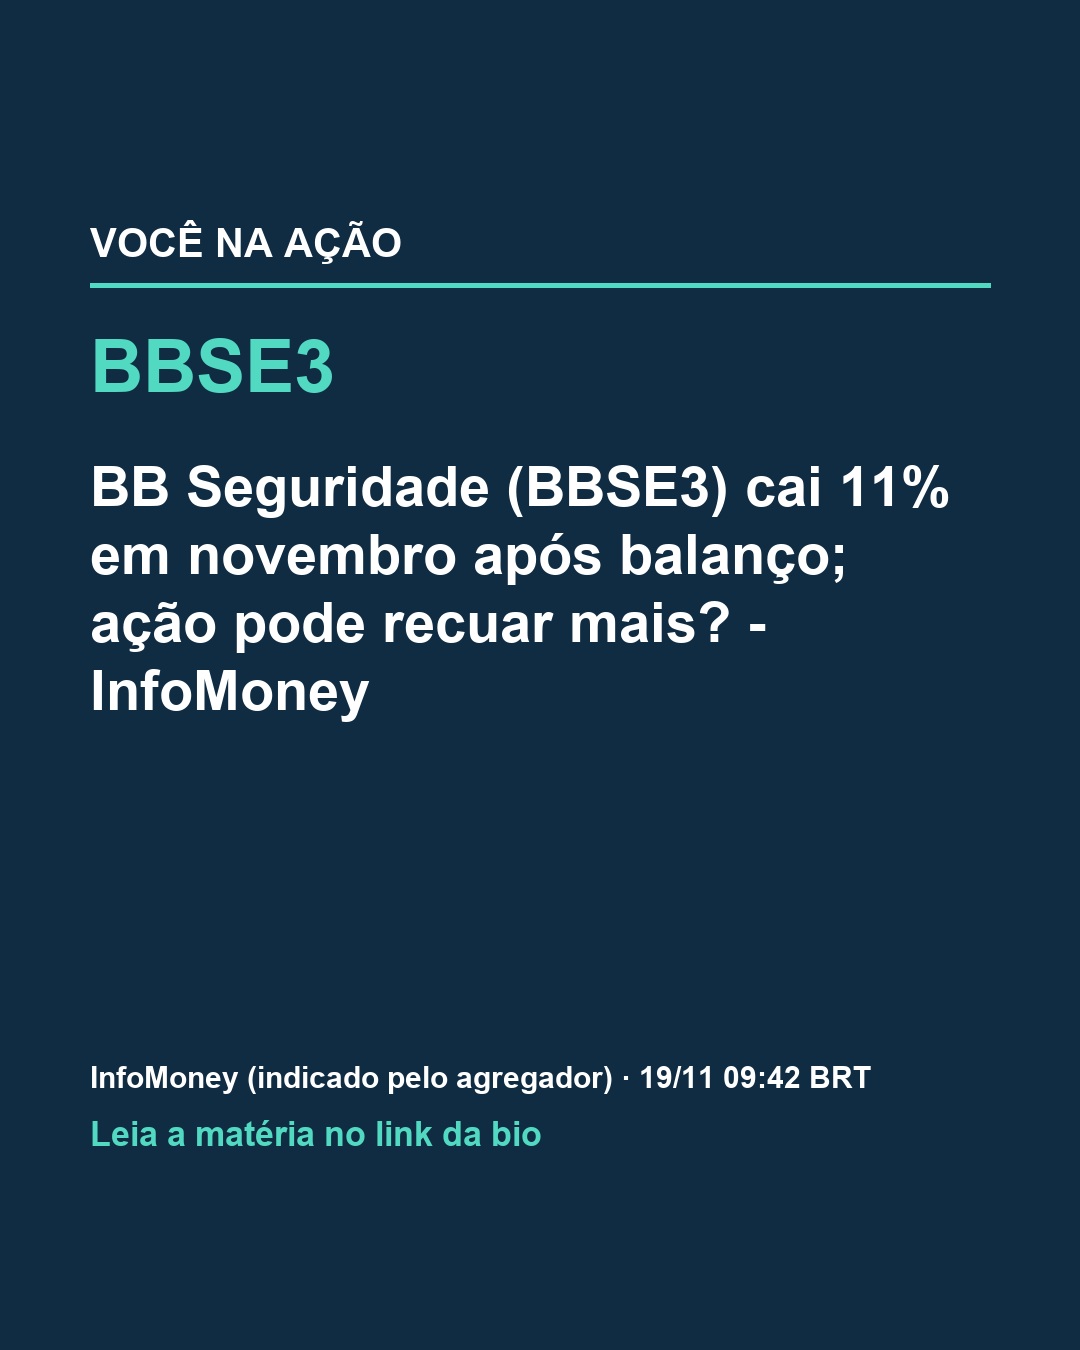 VOCÊ NA AÇÃO
BBSE3
BB Seguridade (BBSE3) cai 11%
em novembro após balanço;
ação pode recuar mais? -
InfoMoney
InfoMoney (indicado pelo agregador) · 19/11 09:42 BRT
Leia a matéria no link da bio